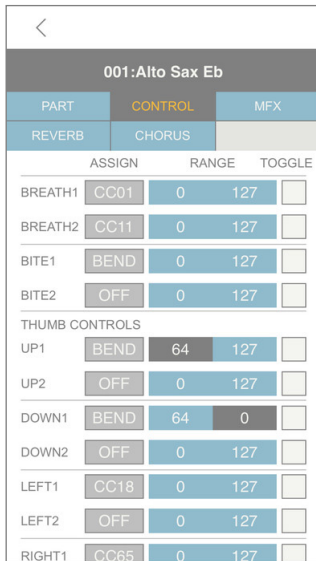 001:Alto Sax Eb
PART CONTROL MFX
REVERB CHORUS
ASSIGN RANGE TOGGLE
BREATH1 CC01 0 127
BREATH2 CC11 0 127
BITE1 BEND 0 127
BITE2 OFF 0 127
THUMB CONTROLS
UP1 BEND 64 127
UP2 OFF 0 127
DOWN1 BEND 64 0
DOWN2 OFF 0 127
LEFT1 CC18 0 127
LEFT2 OFF 0 127
RIGHT1 CC65 0 127